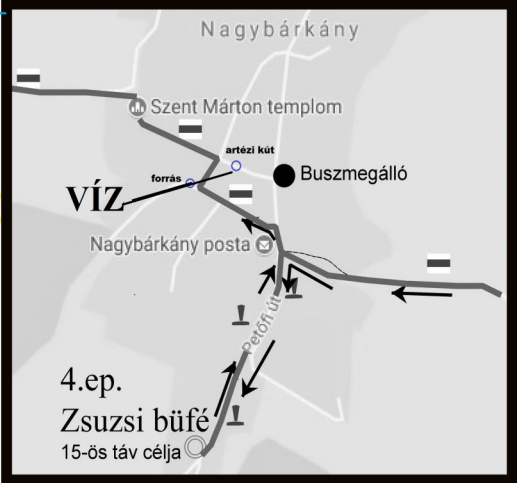 Nagybárkány
Szent Márton templom
artézi kút
forrás
Buszmegálló
VÍZ
Nagybárkány posta
Petőfi út
4.ep.
Zsuzsi büfé
15-ös táv célja